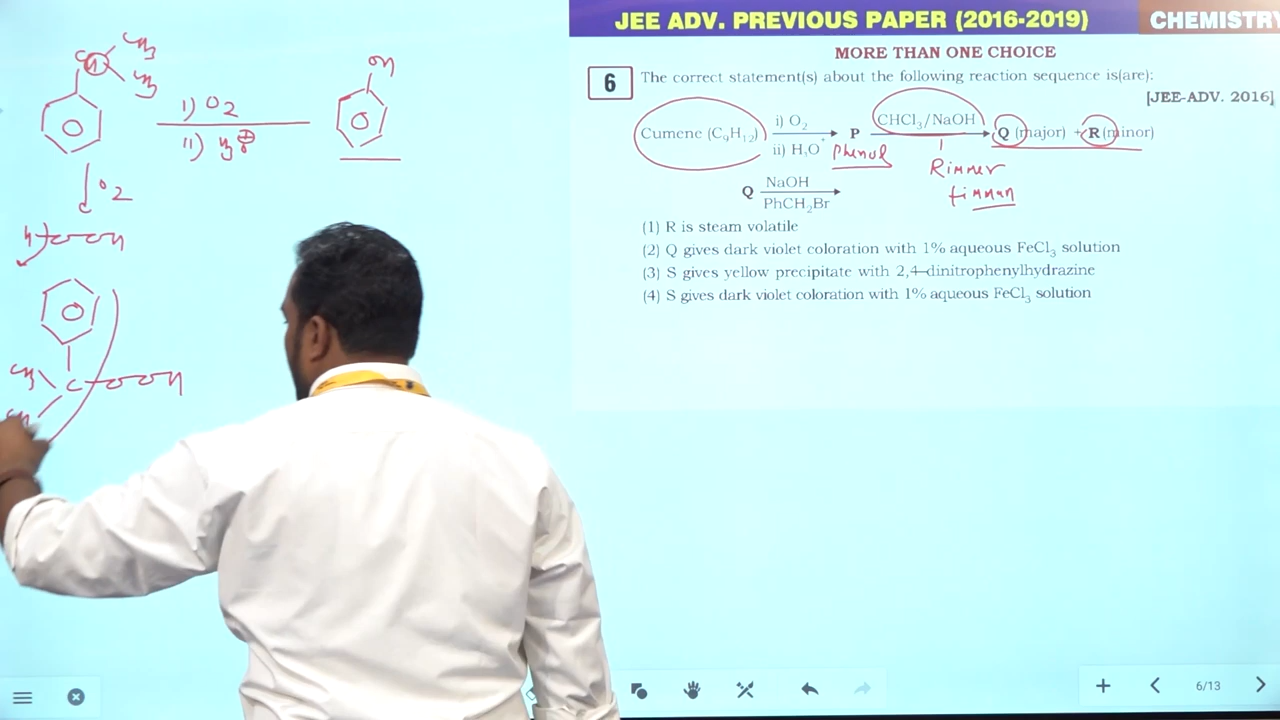 JEE ADV. PREVIOUS PAPER (2016-2019)
CHEMISTRY
MORE THAN ONE CHOICE
6 The correct statement(s) about the following reaction sequence is(are):
[JEE-ADV. 2016]
Cumene (C₉H₁₂) i) O₂ ii) H₃O⁺ P CHCl₃/NaOH Q (major) + R (minor)
Phenol
Rimmer
timman
Q NaOH PhCH₂Br
(1) R is steam volatile
(2) Q gives dark violet coloration with 1% aqueous FeCl₃ solution
(3) S gives yellow precipitate with 2,4-dinitrophenylhydrazine
(4) S gives dark violet coloration with 1% aqueous FeCl₃ solution
CH CH₃
CH₃
i) O₂
ii) H₃O⊕
OH
O₂
H-O-O-H
CH₃ C-O-O-H
6/13